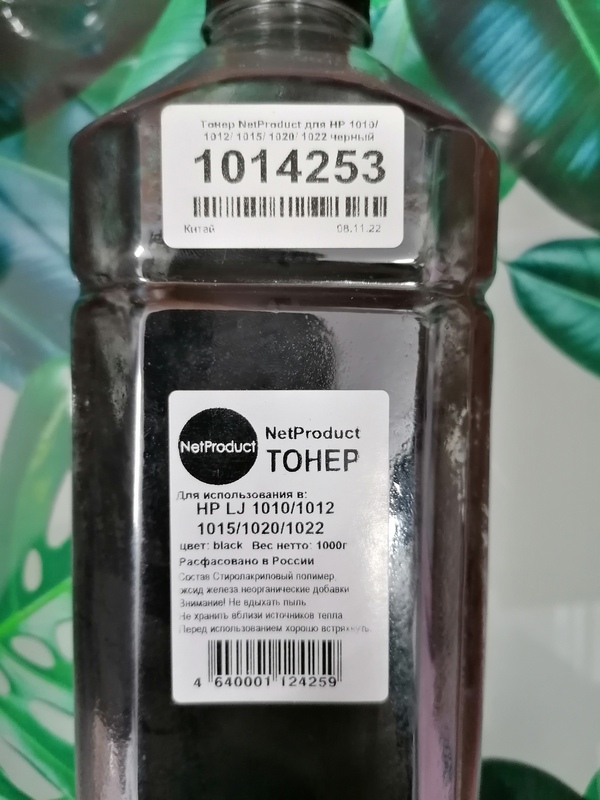 Тонер NetProduct для HP 1010/
1012/ 1015/ 1020/ 1022 черный
1014253
Китай 08.11.22
NetProduct
NetProduct
ТОНЕР
Для использования в:
HP LJ 1010/1012
1015/1020/1022
цвет: black Вес нетто: 1000г
Расфасовано в России
Состав Стиролакриловый полимер,
железа неорганические добавки
Внимание! Не вдыхать пыль
Не хранить вблизи источников тепла
Перед использованием хорошо встряхнуть.
4 640001 124259